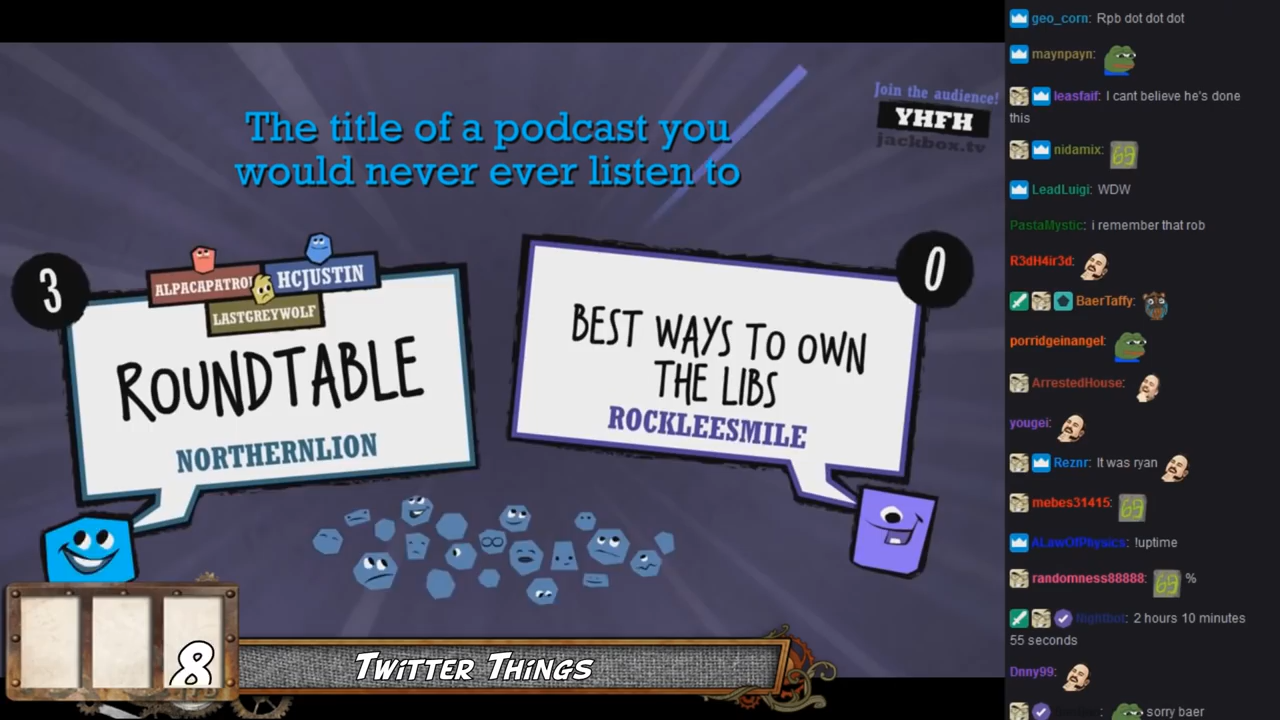 The title of a podcast you
would never ever listen to
Join the audience!
YHFH
jackbox.tv
3
ALPACAPATROL
HCJUSTIN
LASTGREYWOLF
ROUNDTABLE
NORTHERNLION
0
BEST WAYS TO OWN
THE LIBS
ROCKLEESMILE
8
TWITTER THINGS
geo_corn: Rpb dot dot dot
maynpayn:
leasfaif: I cant believe he's done
this
nidamix: 69
LeadLuigi: WDW
PastaMystic: i remember that rob
R3dH4ir3d:
BaerTaffy:
porridgeinangel:
ArrestedHouse:
yougei:
Reznr: It was ryan
mebes31415: 69
ALawOfPhysics: !uptime
randomness88888: 69 %
Nightbot: 2 hours 10 minutes
55 seconds
Dnny99:
sorry baer